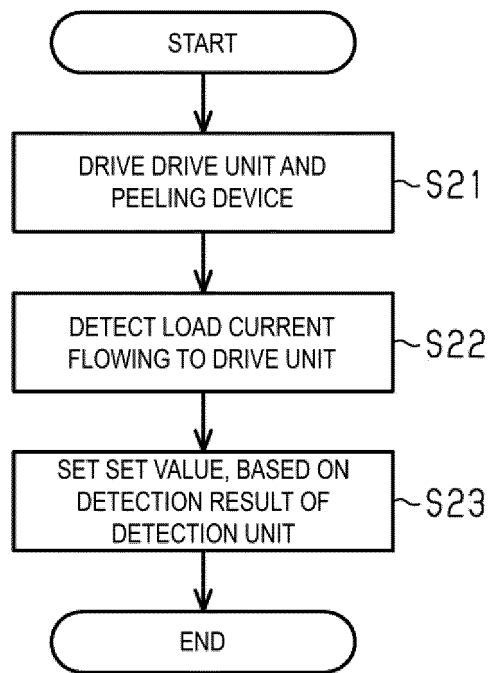 START
DRIVE DRIVE UNIT AND
PEELING DEVICE
S21
DETECT LOAD CURRENT
FLOWING TO DRIVE UNIT
S22
SET SET VALUE, BASED ON
DETECTION RESULT OF
DETECTION UNIT
S23
END